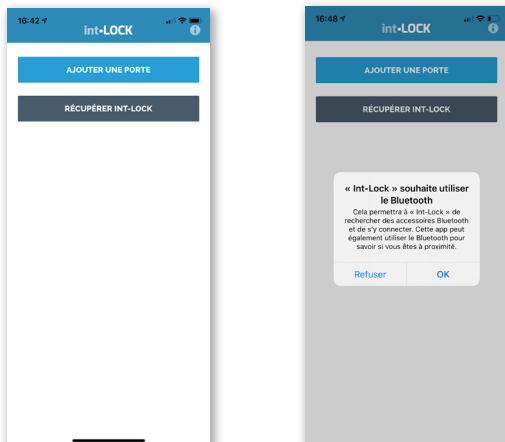 16:42
int-LOCK
AJOUTER UNE PORTE
RÉCUPÉRER INT-LOCK
16:48
int-LOCK
AJOUTER UNE PORTE
RÉCUPÉRER INT-LOCK
« Int-Lock » souhaite utiliser
le Bluetooth
Cela permettra à « Int-Lock » de
rechercher des accessoires Bluetooth
et de s'y connecter. Cette app peut
également utiliser le Bluetooth pour
savoir si vous êtes à proximité.
Refuser
OK